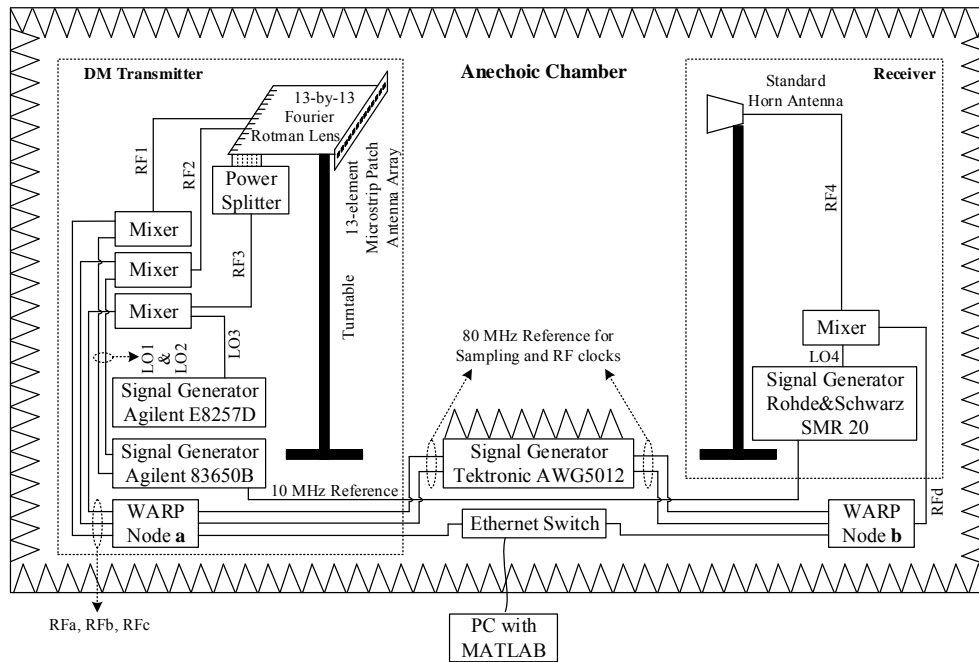 DM Transmitter
Anechoic Chamber
Receiver
13-by-13
Fourier
Rotman Lens
Standard
Horn Antenna
RF1
RF2
Power
Splitter
13-element
Microstrip Patch
Antenna Array
RF4
Mixer
Mixer
RF3
Mixer
Turntable
LO1
&
LO2
LO3
80 MHz Reference for
Sampling and RF clocks
Mixer
LO4
Signal Generator
Agilent E8257D
Signal Generator
Rohde&Schwarz
SMR 20
Signal Generator
Agilent 83650B
Signal Generator
Tektronic AWG5012
10 MHz Reference
RFd
WARP
Node a
Ethernet Switch
WARP
Node b
RFa, RFb, RFc
PC with
MATLAB